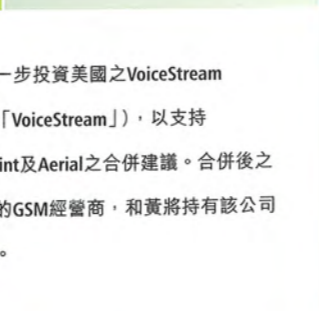 一步投資美國之VoiceStream
「VoiceStream」)，以支持
int及Aerial之合併建議。合併後之
的GSM經營商，和黃將持有該公司
。